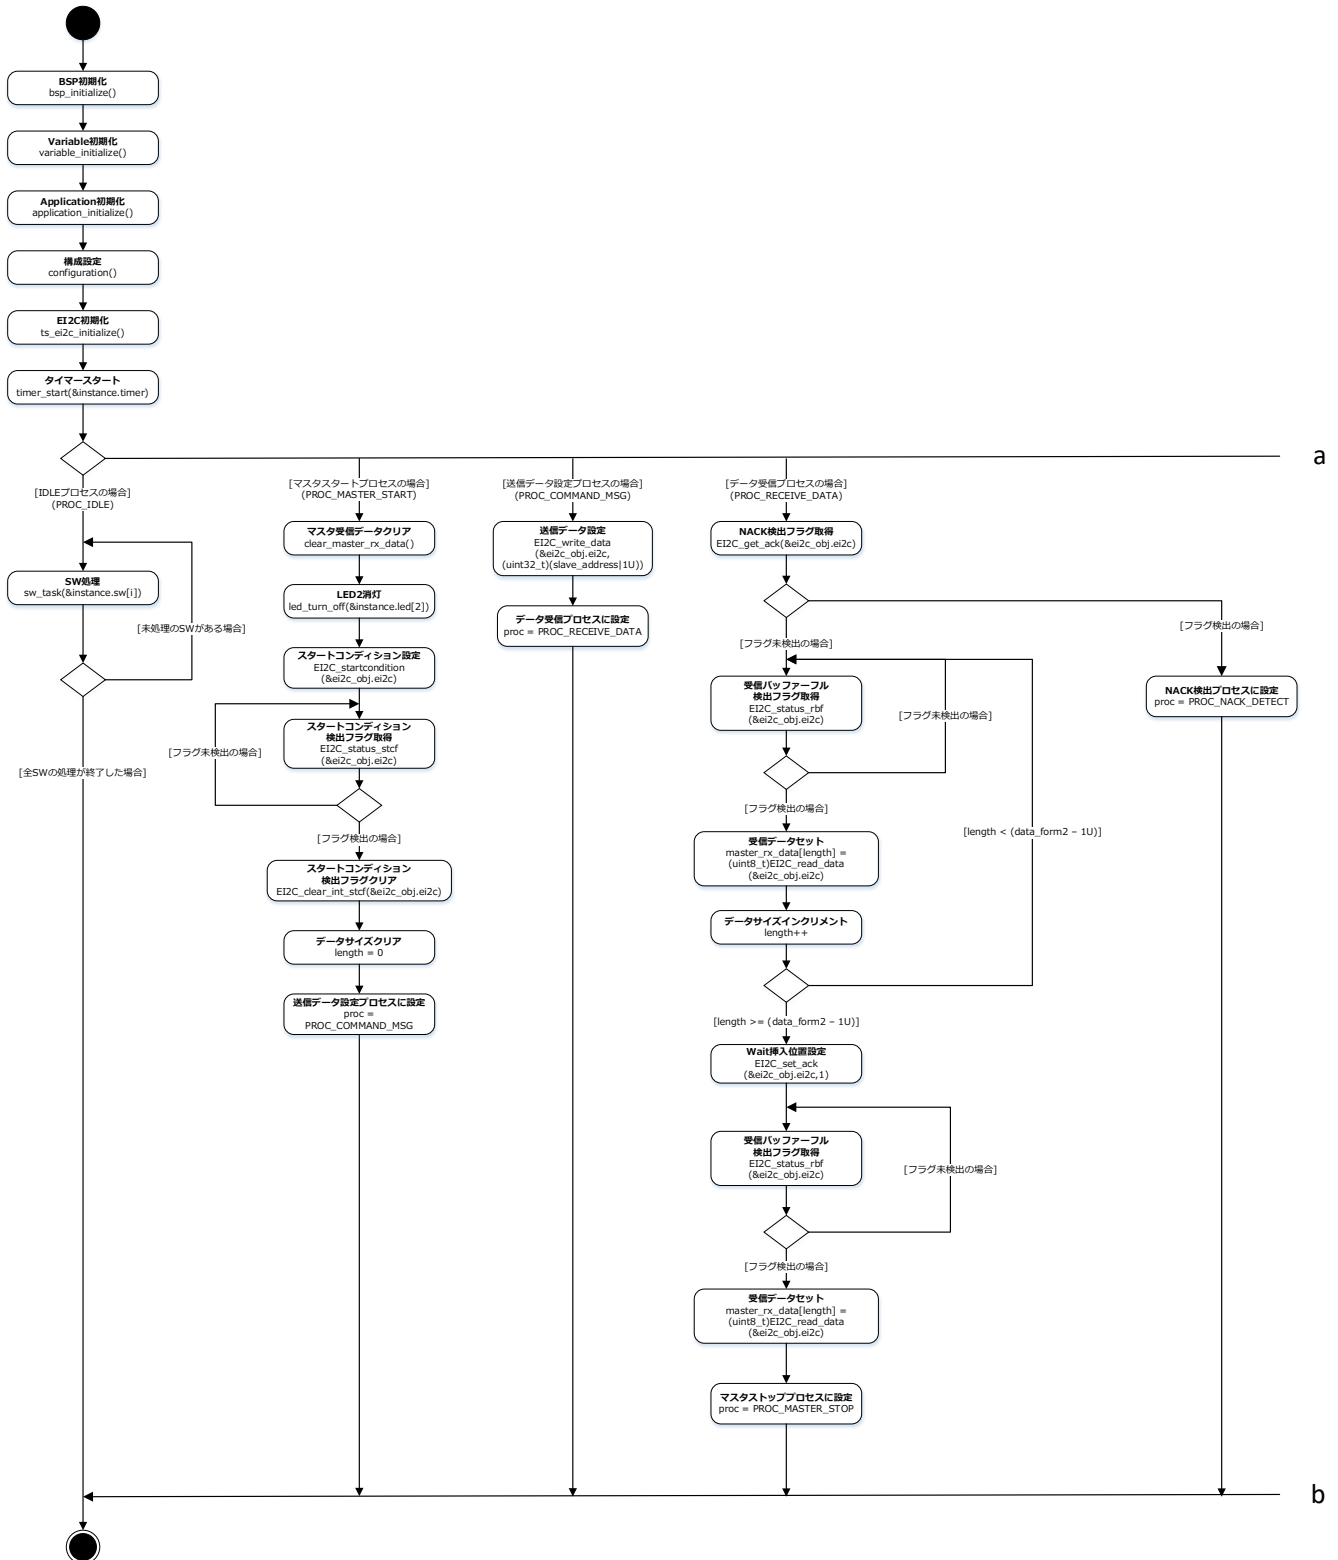 BSP初期化
bsp_initialize()
Variable初期化
variable_initialize()
Application初期化
application_initialize()
構成設定
configuration()
EI2C初期化
ts_ei2c_initialize()
タイマースタート
timer_start(&instance.timer)
a
[IDLEプロセスの場合]
(PROC_IDLE)
SW処理
sw_task(&instance.sw[i])
[未処理のSWがある場合]
[全SWの処理が終了した場合]
[マスタスタートプロセスの場合]
(PROC_MASTER_START)
マスタ受信データクリア
clear_master_rx_data()
LED2消灯
led_turn_off(&instance.led[2])
スタートコンディション設定
EI2C_startcondition
(&ei2c_obj.ei2c)
スタートコンディション
検出フラグ取得
EI2C_status_stcf
(&ei2c_obj.ei2c)
[フラグ未検出の場合]
[フラグ検出の場合]
スタートコンディション
検出フラグクリア
EI2C_clear_int_stcf(&ei2c_obj.ei2c)
データサイズクリア
length = 0
送信データ設定プロセスに設定
proc =
PROC_COMMAND_MSG
[送信データ設定プロセスの場合]
(PROC_COMMAND_MSG)
送信データ設定
EI2C_write_data
(&ei2c_obj.ei2c,
(uint32_t)(slave_address|1U))
データ受信プロセスに設定
proc = PROC_RECEIVE_DATA
[データ受信プロセスの場合]
(PROC_RECEIVE_DATA)
NACK検出フラグ取得
EI2C_get_ack(&ei2c_obj.ei2c)
[フラグ未検出の場合]
受信バッファーフル
検出フラグ取得
EI2C_status_rbf
(&ei2c_obj.ei2c)
[フラグ未検出の場合]
[フラグ検出の場合]
受信データセット
master_rx_data[length] =
(uint8_t)EI2C_read_data
(&ei2c_obj.ei2c)
データサイズインクリメント
length++
[length < (data_form2 – 1U)]
[length >= (data_form2 – 1U)]
Wait挿入位置設定
EI2C_set_ack
(&ei2c_obj.ei2c,1)
受信バッファーフル
検出フラグ取得
EI2C_status_rbf
(&ei2c_obj.ei2c)
[フラグ未検出の場合]
[フラグ検出の場合]
受信データセット
master_rx_data[length] =
(uint8_t)EI2C_read_data
(&ei2c_obj.ei2c)
マスタストッププロセスに設定
proc = PROC_MASTER_STOP
[フラグ検出の場合]
NACK検出プロセスに設定
proc = PROC_NACK_DETECT
b